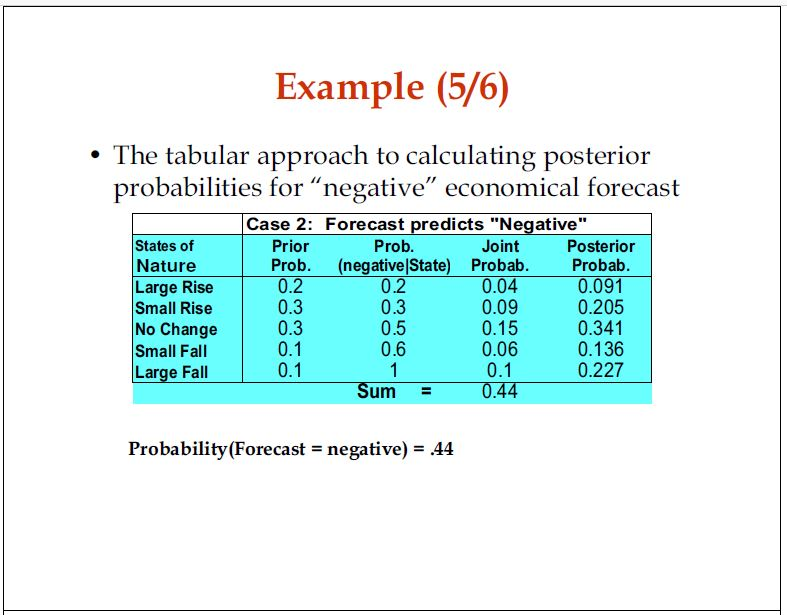 Example (5/6)
• The tabular approach to calculating posterior
probabilities for “negative” economical forecast
Case 2: Forecast predicts "Negative"
States of Prior Prob. Joint Posterior
Nature Prob. (negative|State) Probab. Probab.
Large Rise 0.2 0.2 0.04 0.091
Small Rise 0.3 0.3 0.09 0.205
No Change 0.3 0.5 0.15 0.341
Small Fall 0.1 0.6 0.06 0.136
Large Fall 0.1 1 0.1 0.227
Sum = 0.44
Probability(Forecast = negative) = .44